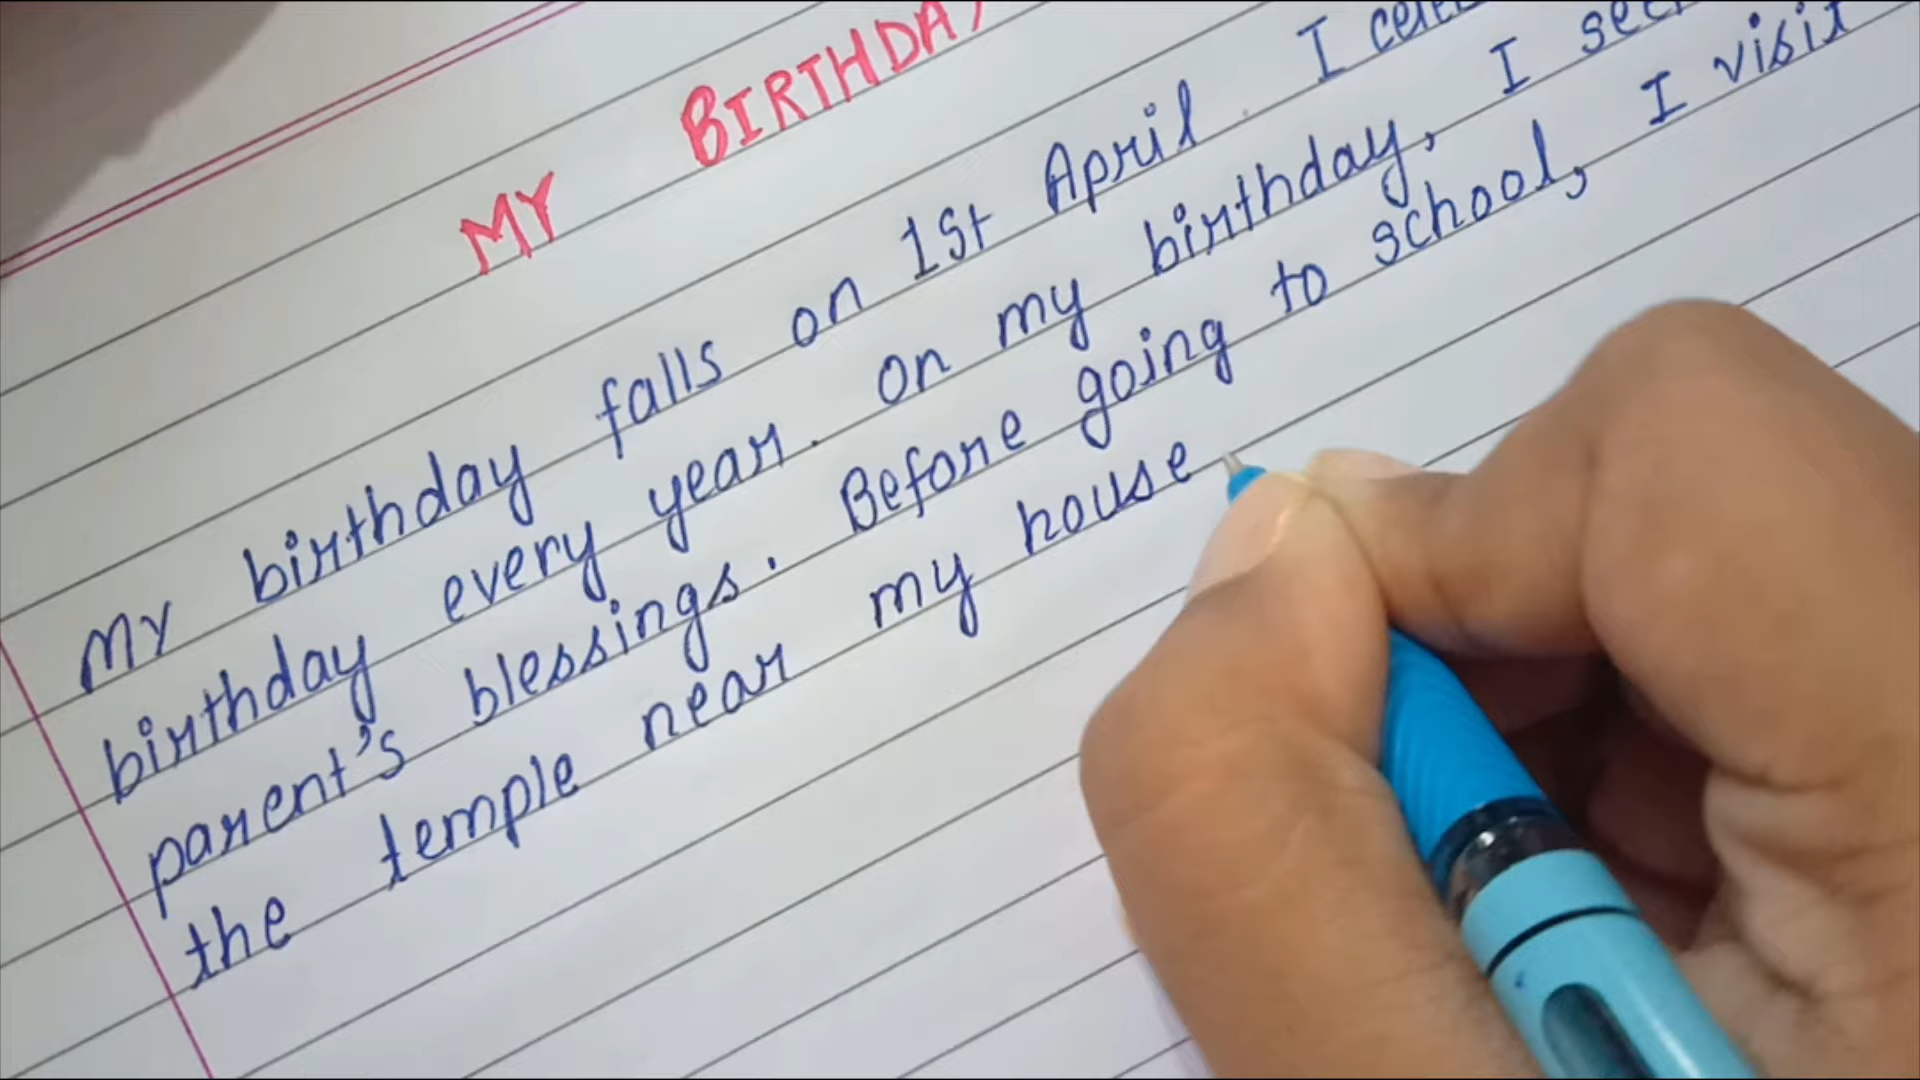 MY BIRTHDAY
My birthday falls on 1st April. I
birthday every year. On my birthday, I
parent's blessings. Before going to school, I visit
the temple near my house